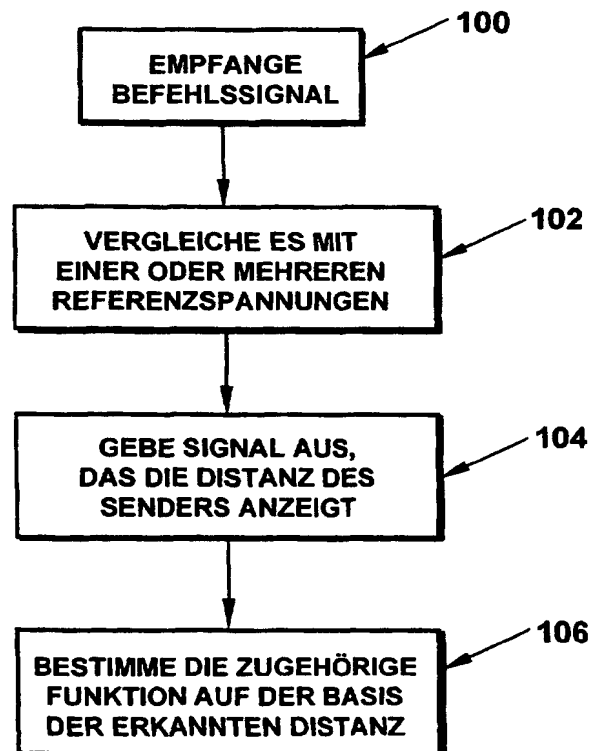 100
EMPFANGE
BEFEHLSSIGNAL
102
VERGLEICHE ES MIT
EINER ODER MEHREREN
REFERENZSPANNUNGEN
104
GEBE SIGNAL AUS,
DAS DIE DISTANZ DES
SENDERS ANZEIGT
106
BESTIMME DIE ZUGEHÖRIGE
FUNKTION AUF DER BASIS
DER ERKANNTEN DISTANZ